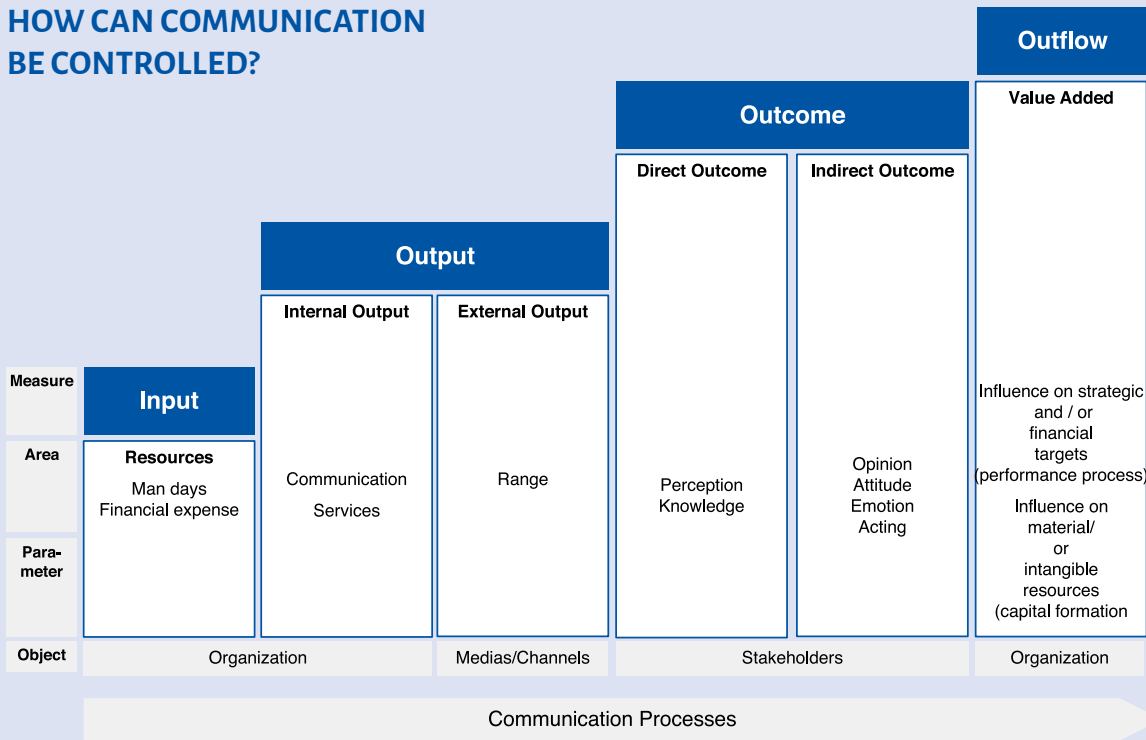 HOW CAN COMMUNICATION
BE CONTROLLED?
Outflow
Value Added
Outcome
Direct Outcome
Indirect Outcome
Output
Internal Output
External Output
Measure
Input
Influence on strategic
and / or
financial
targets
(performance process)
Area
Resources
Man days
Financial expense
Communication
Services
Range
Perception
Knowledge
Opinion
Attitude
Emotion
Acting
Influence on
material/
or
intangible
resources
(capital formation
Para-
meter
Object
Organization
Medias/Channels
Stakeholders
Organization
Communication Processes